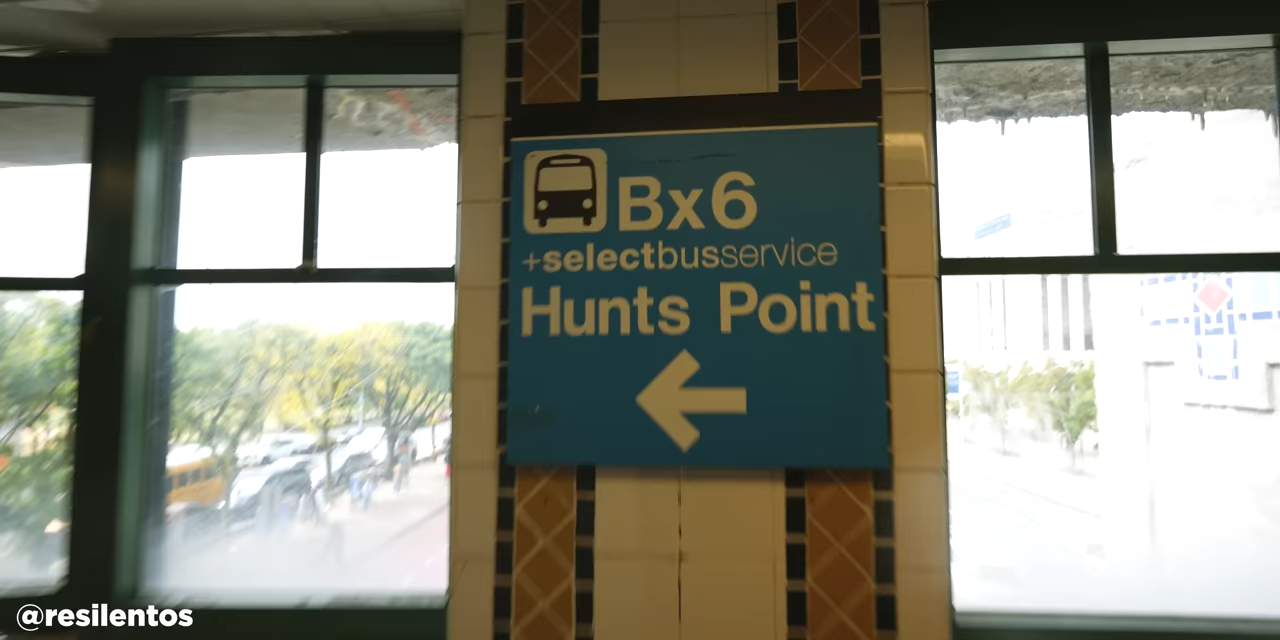 Bx6
+selectbusservice
Hunts Point
@resilentos